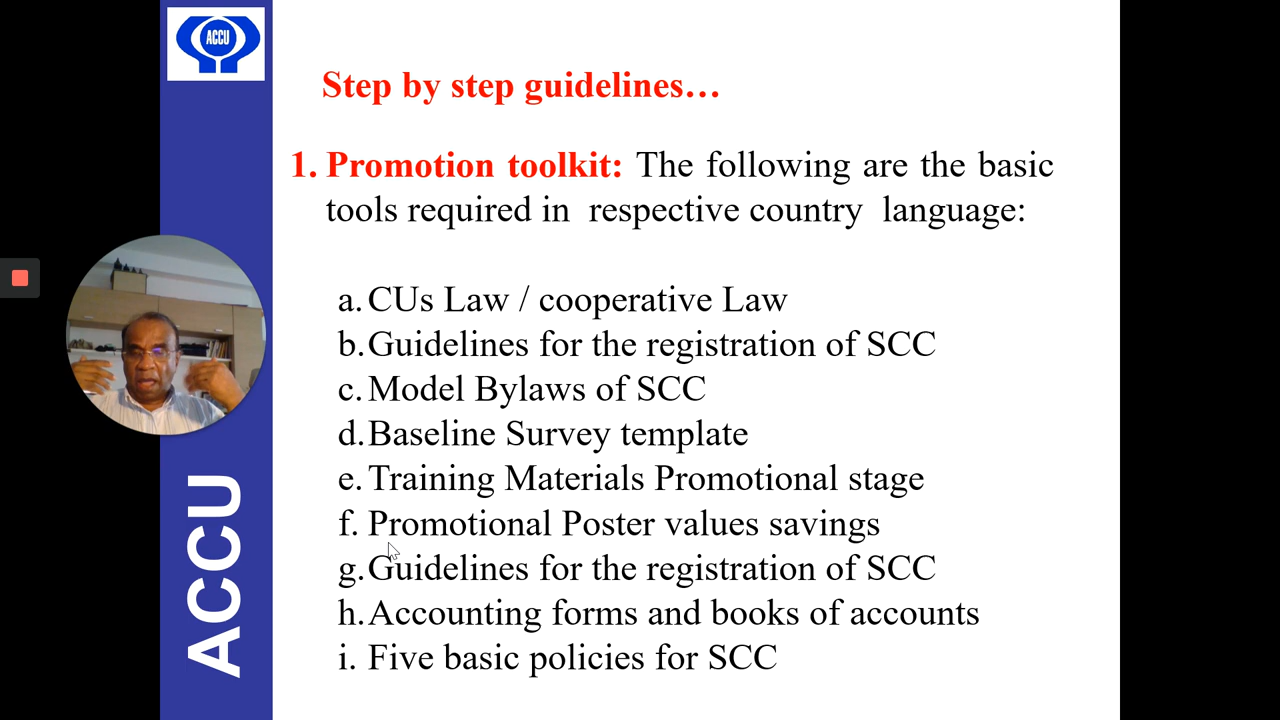 ACCU
Step by step guidelines…
1. Promotion toolkit: The following are the basic
tools required in respective country language:
a. CUs Law / cooperative Law
b. Guidelines for the registration of SCC
c. Model Bylaws of SCC
d. Baseline Survey template
e. Training Materials Promotional stage
f. Promotional Poster values savings
g. Guidelines for the registration of SCC
h. Accounting forms and books of accounts
i. Five basic policies for SCC
ACCU